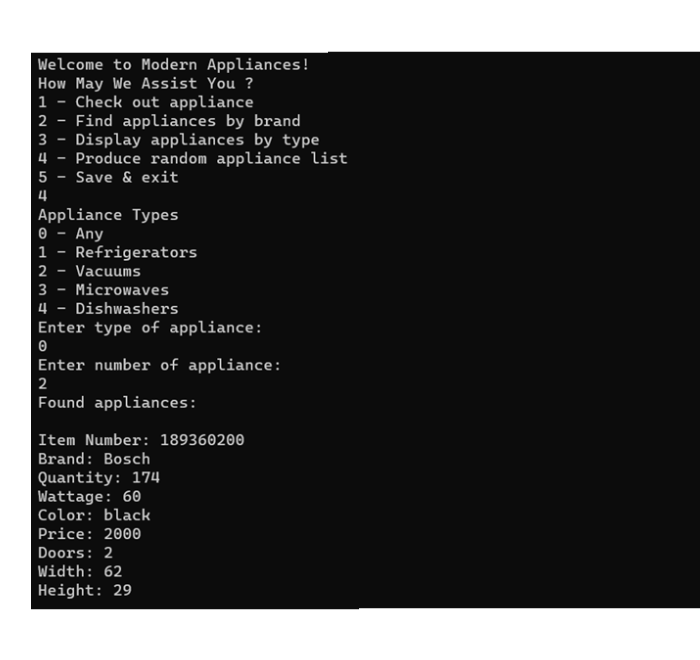 Welcome to Modern Appliances!
How May We Assist You ?
1 - Check out appliance
2 - Find appliances by brand
3 - Display appliances by type
4 - Produce random appliance list
5 - Save & exit
4
Appliance Types
0 - Any
1 - Refrigerators
2 - Vacuums
3 - Microwaves
4 - Dishwashers
Enter type of appliance:
0
Enter number of appliance:
2
Found appliances:

Item Number: 189360200
Brand: Bosch
Quantity: 174
Wattage: 60
Color: black
Price: 2000
Doors: 2
Width: 62
Height: 29